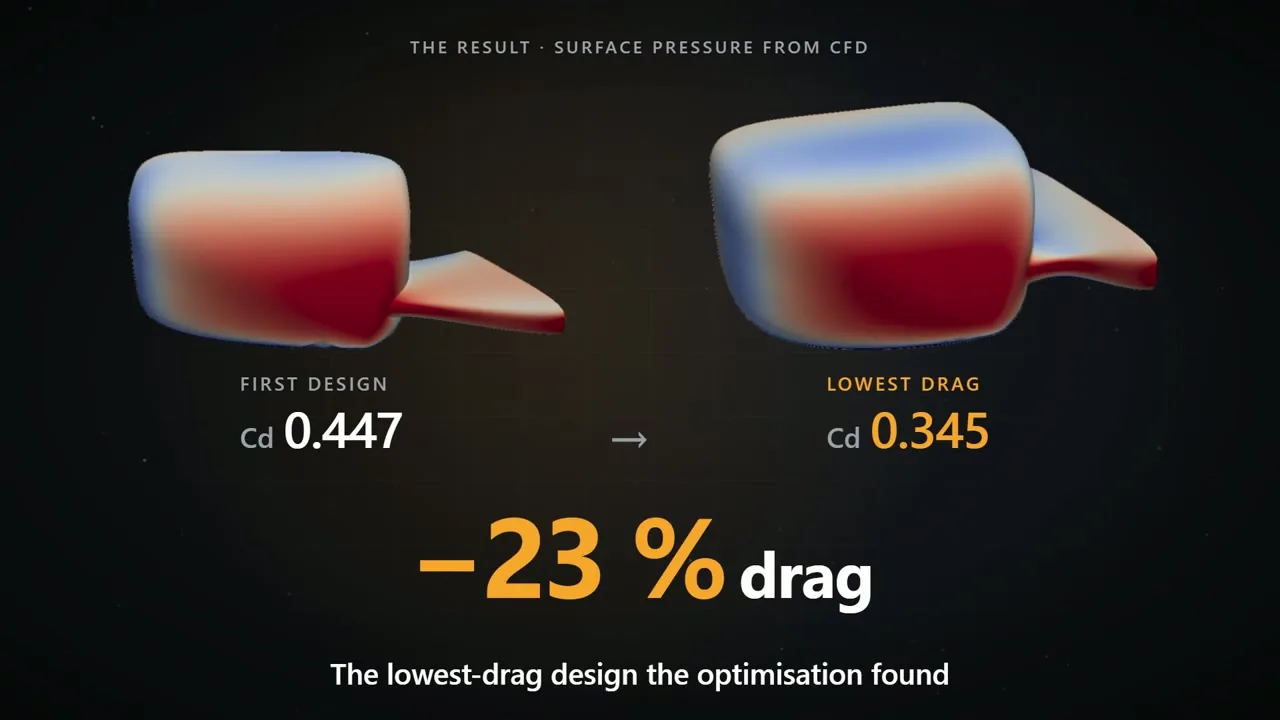 THE RESULT · SURFACE PRESSURE FROM CFD
FIRST DESIGN
Cd 0.447
→
LOWEST DRAG
Cd 0.345
−23 % drag
The lowest-drag design the optimisation found